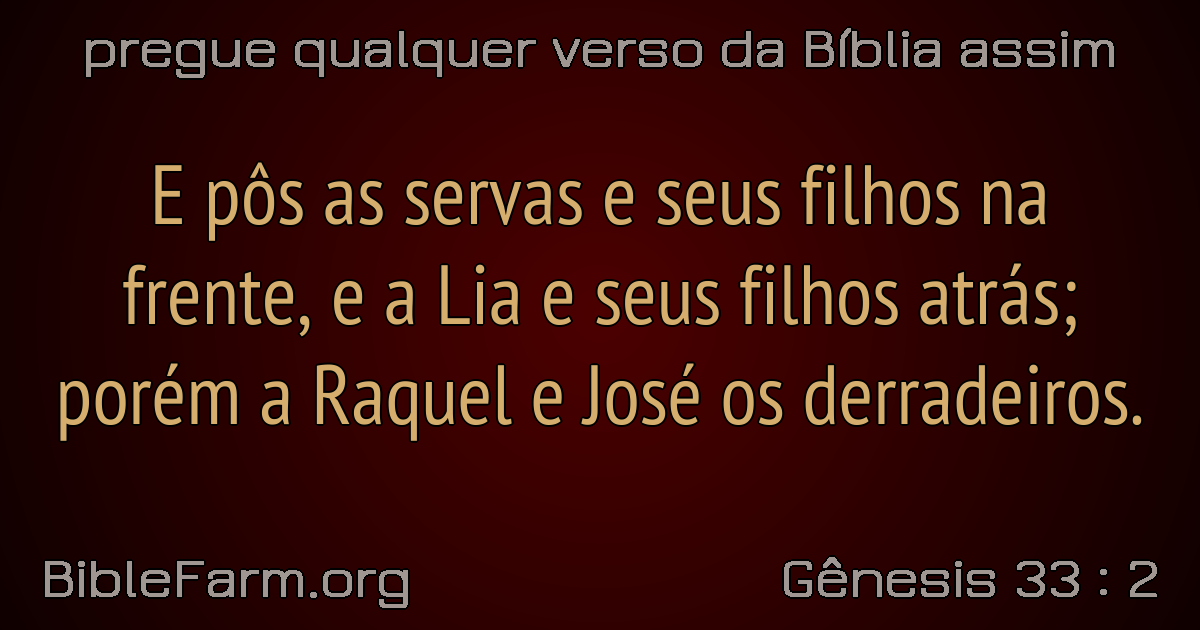 pregue qualquer verso da Bíblia assim
E pôs as servas e seus filhos na
frente, e a Lia e seus filhos atrás;
porém a Raquel e José os derradeiros.
BibleFarm.org
Gênesis 33 : 2